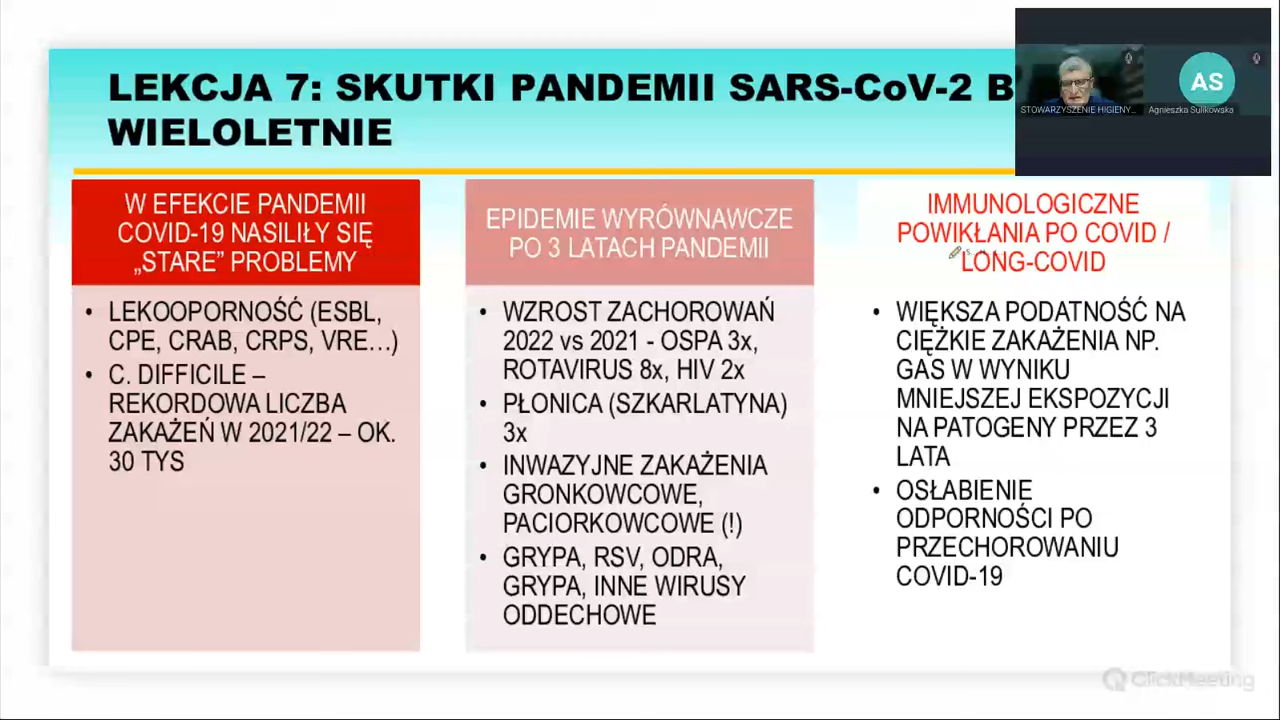 LEKCJA 7: SKUTKI PANDEMII SARS-CoV-2 B
WIELOLETNIE
STOWARZYSZENIE HIGIENY...
AS
Agnieszka Sulikowska
W EFEKCIE PANDEMII
COVID-19 NASILIŁY SIĘ
„STARE” PROBLEMY
• LEKOOPORNOŚĆ (ESBL,
CPE, CRAB, CRPS, VRE…)
• C. DIFFICILE –
REKORDOWA LICZBA
ZAKAŻEŃ W 2021/22 – OK.
30 TYS
EPIDEMIE WYRÓWNAWCZE
PO 3 LATACH PANDEMII
• WZROST ZACHOROWAŃ
2022 vs 2021 - OSPA 3x,
ROTAVIRUS 8x, HIV 2x
• PŁONICA (SZKARLATYNA)
3x
• INWAZYJNE ZAKAŻENIA
GRONKOWCOWE,
PACIORKOWCOWE (!)
• GRYPA, RSV, ODRA,
GRYPA, INNE WIRUSY
ODDECHOWE
IMMUNOLOGICZNE
POWIKŁANIA PO COVID /
LONG-COVID
• WIĘKSZA PODATNOŚĆ NA
CIĘŻKIE ZAKAŻENIA NP.
GAS W WYNIKU
MNIEJSZEJ EKSPOZYCJI
NA PATOGENY PRZEZ 3
LATA
• OSŁABIENIE
ODPORNOŚCI PO
PRZECHOROWANIU
COVID-19
ClickMeeting